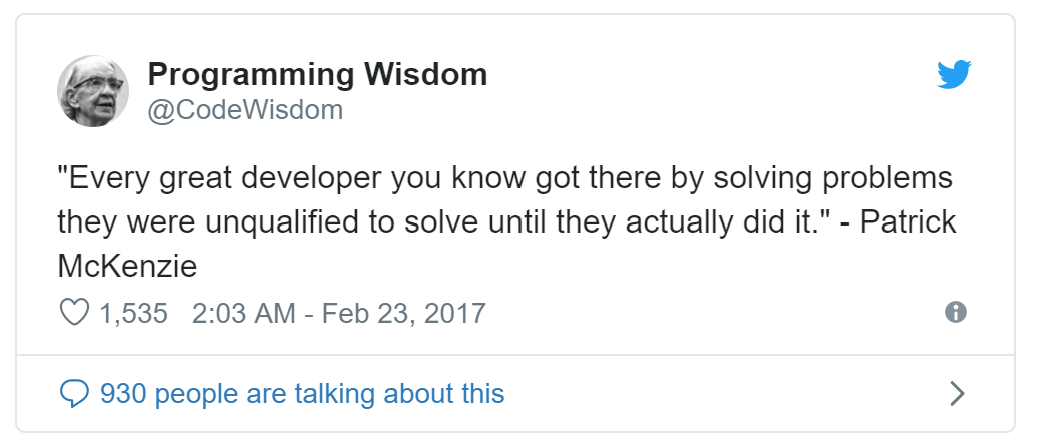 Programming Wisdom
@CodeWisdom
"Every great developer you know got there by solving problems
they were unqualified to solve until they actually did it." - Patrick
McKenzie
1,535 2:03 AM - Feb 23, 2017
930 people are talking about this